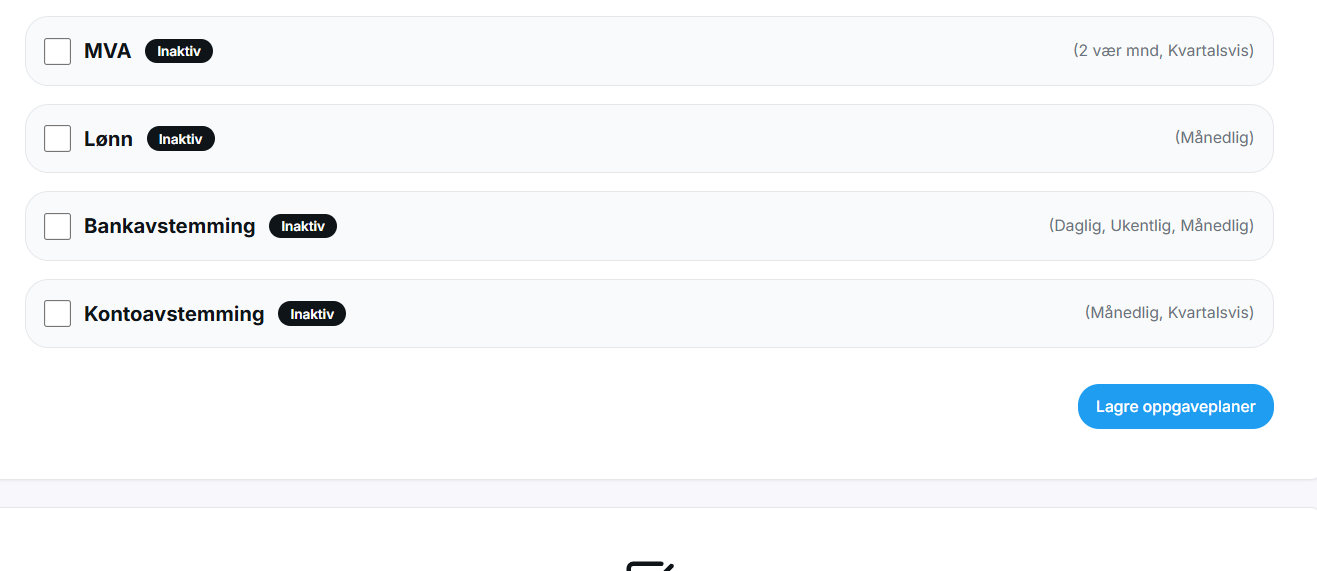 MVA Inaktiv (2 vær mnd, Kvartalsvis)
Lønn Inaktiv (Månedlig)
Bankavstemming Inaktiv (Daglig, Ukentlig, Månedlig)
Kontoavstemming Inaktiv (Månedlig, Kvartalsvis)
Lagre oppgaveplaner